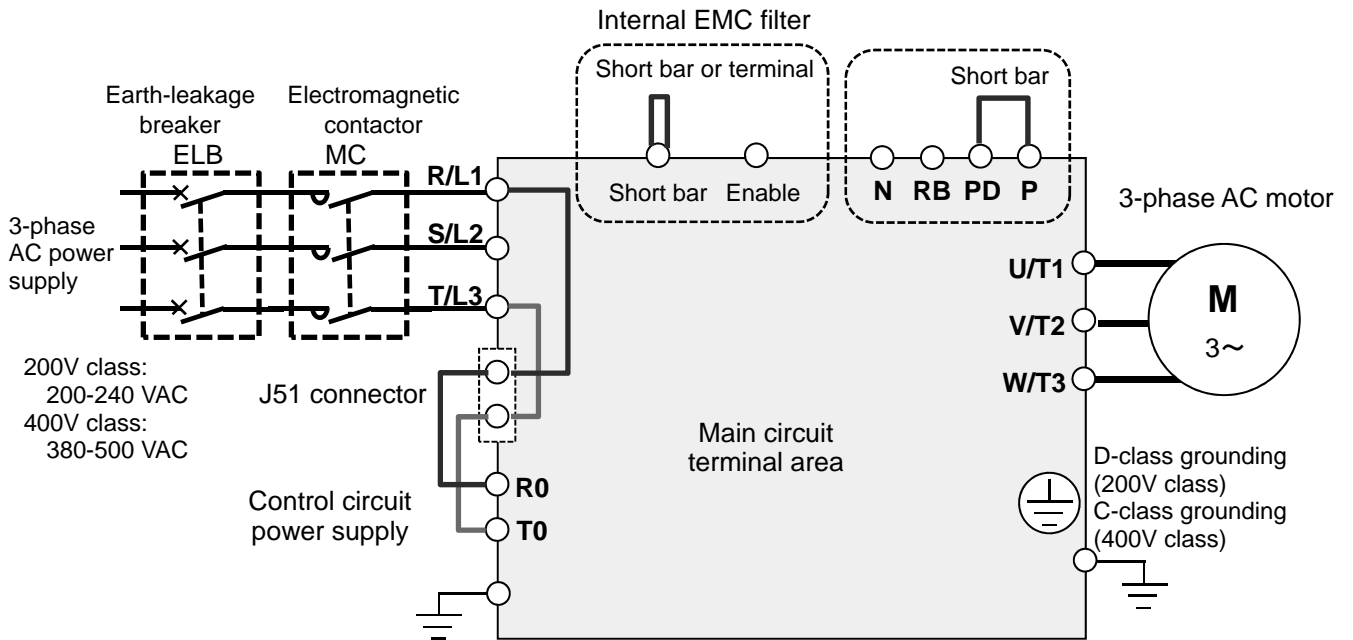 Internal EMC filter
Short bar or terminal
Short bar
Earth-leakage
breaker
ELB
Electromagnetic
contactor
MC
R/L1
Short bar
Enable
N
RB
PD
P
3-phase AC motor
3-phase
AC power
supply
S/L2
T/L3
U/T1
V/T2
W/T3
M
3～
200V class:
200-240 VAC
400V class:
380-500 VAC
J51 connector
Main circuit
terminal area
Control circuit
power supply
R0
T0
D-class grounding
(200V class)
C-class grounding
(400V class)